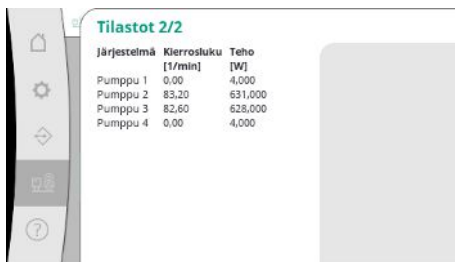 Tilastot 2/2
Järjestelmä Kierrosluku Teho
[1/min] [W]
Pumppu 1 0,00 4,000
Pumppu 2 83,20 631,000
Pumppu 3 82,60 628,000
Pumppu 4 0,00 4,000
?